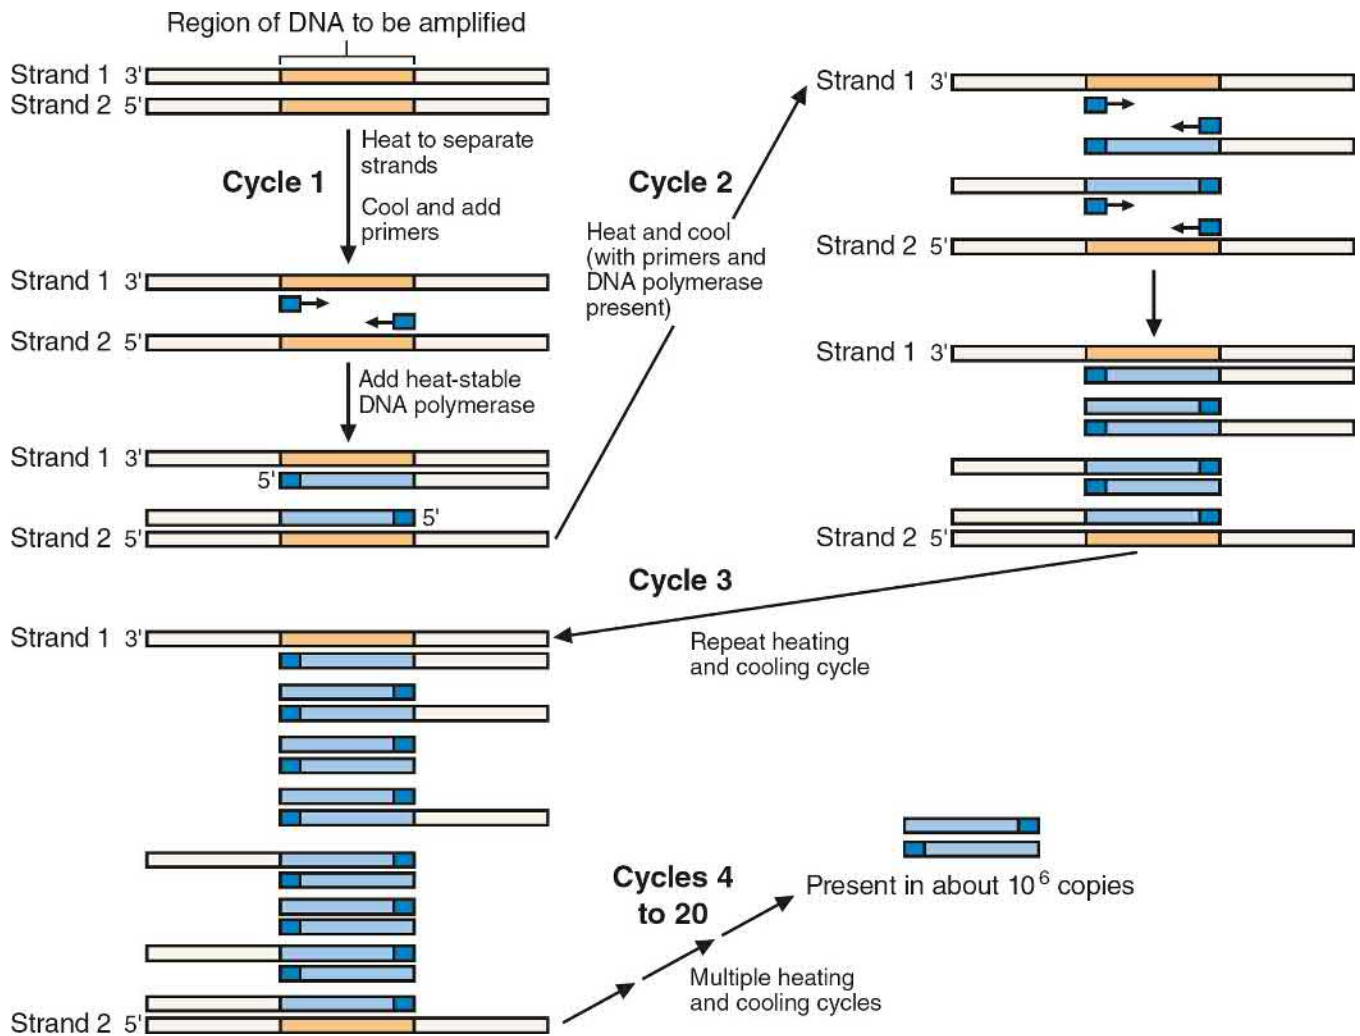 Region of DNA to be amplified
Strand 1 3'
Strand 2 5'
Heat to separate
strands
Cycle 1
Cool and add
primers
Strand 1 3'
Strand 2 5'
Add heat-stable
DNA polymerase
Strand 1 3'
5'
5'
Strand 2 5'
Cycle 2
Heat and cool
(with primers and
DNA polymerase
present)
Strand 1 3'
Strand 2 5'
Strand 1 3'
Strand 2 5'
Cycle 3
Repeat heating
and cooling cycle
Strand 1 3'
Strand 2 5'
Cycles 4
to 20
Multiple heating
and cooling cycles
Present in about 10⁶ copies